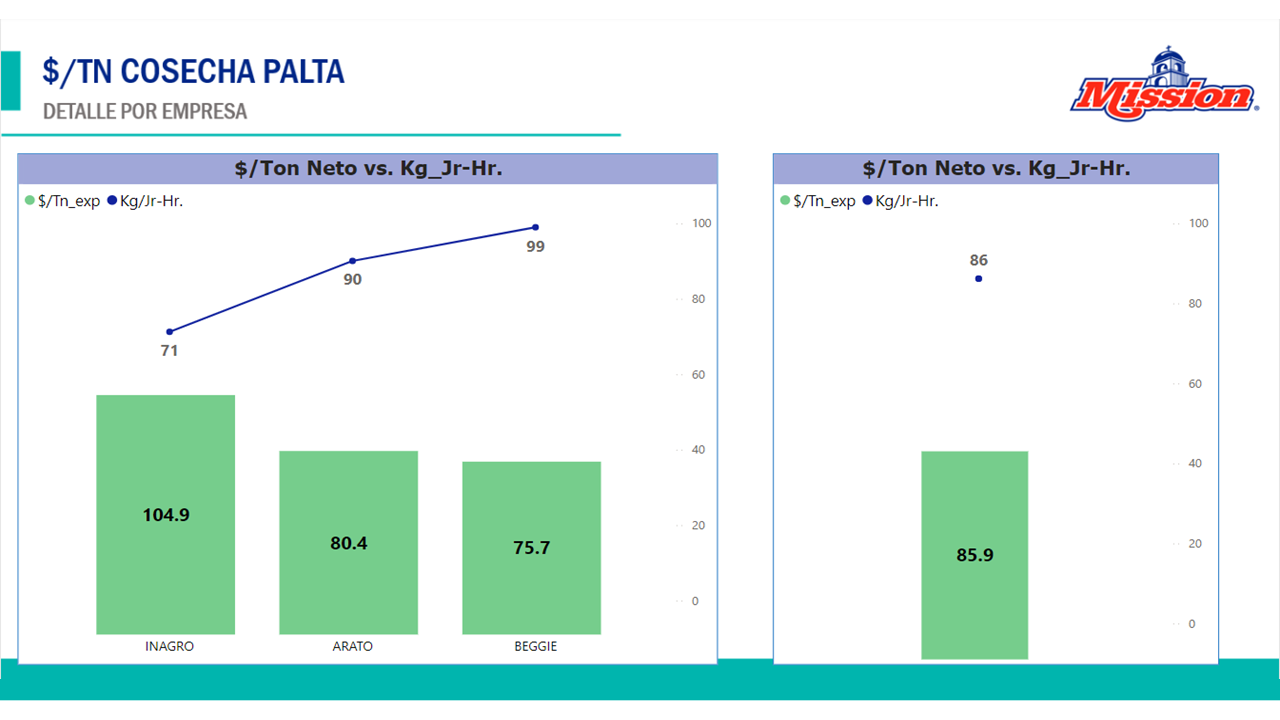 $/TN COSECHA PALTA
DETALLE POR EMPRESA
Mission®
$/Ton Neto vs. Kg_Jr-Hr.
$/Tn_exp Kg/Jr-Hr.
100
80
60
40
20
0
71
90
99
104.9
80.4
75.7
INAGRO ARATO BEGGIE
$/Ton Neto vs. Kg_Jr-Hr.
$/Tn_exp Kg/Jr-Hr.
100
80
60
40
20
0
86
85.9